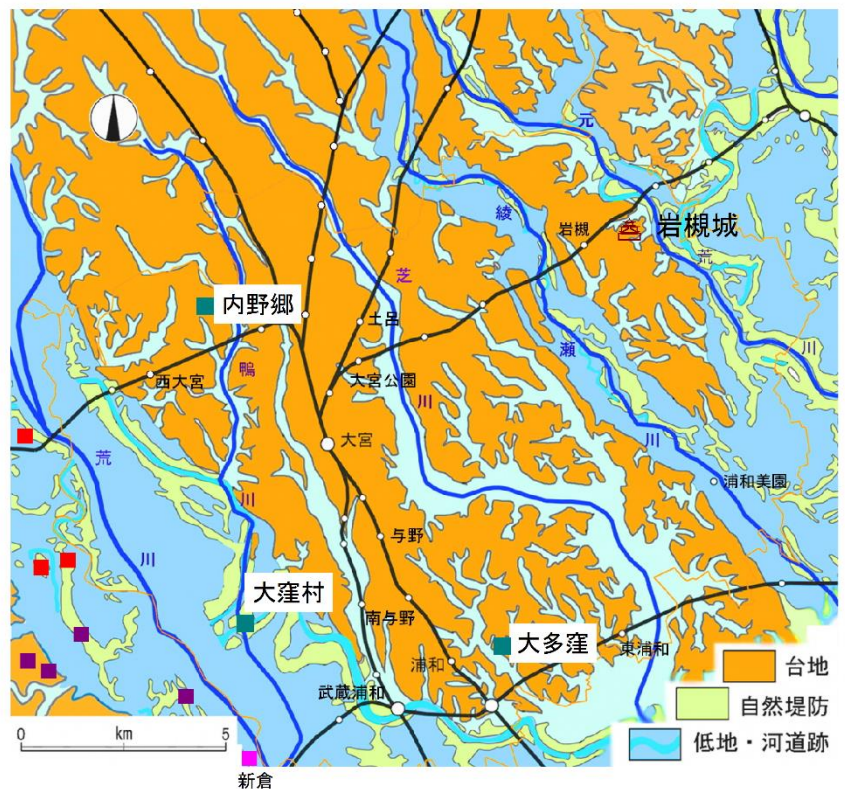 元
綾
岩槻
岩槻城
荒
芝
内野郷
土呂
瀬
川
鴨
西大宮
大宮公園
川
大宮
川
荒
浦和美園
川
川
与野
大窪村
南与野
大多窪
東浦和
浦和
武蔵浦和
台地
自然堤防
低地・河道跡
0 km 5
新倉